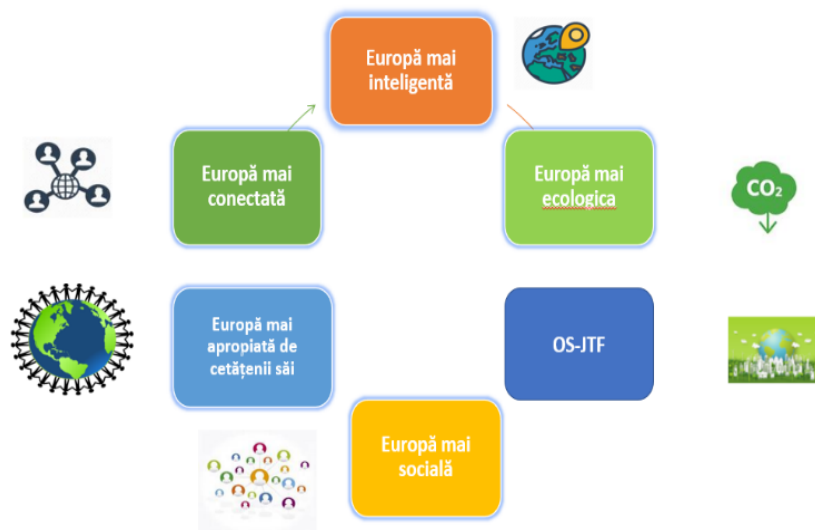 Europă mai
inteligentă
Europă mai
conectată
Europă mai
ecologica
CO₂
Europă mai
apropiată de
cetățenii săi
OS-JTF
Europă mai
socială